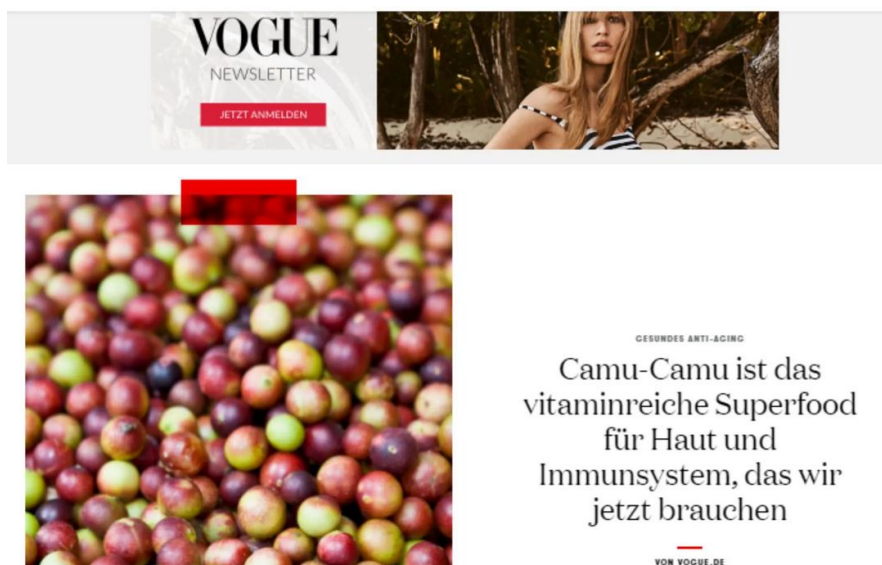 VOGUE
NEWSLETTER
JETZT ANMELDEN
GESUNDES ANTI-AGING
Camu-Camu ist das
vitaminreiche Superfood
für Haut und
Immunsystem, das wir
jetzt brauchen
VON VOGUE.DE